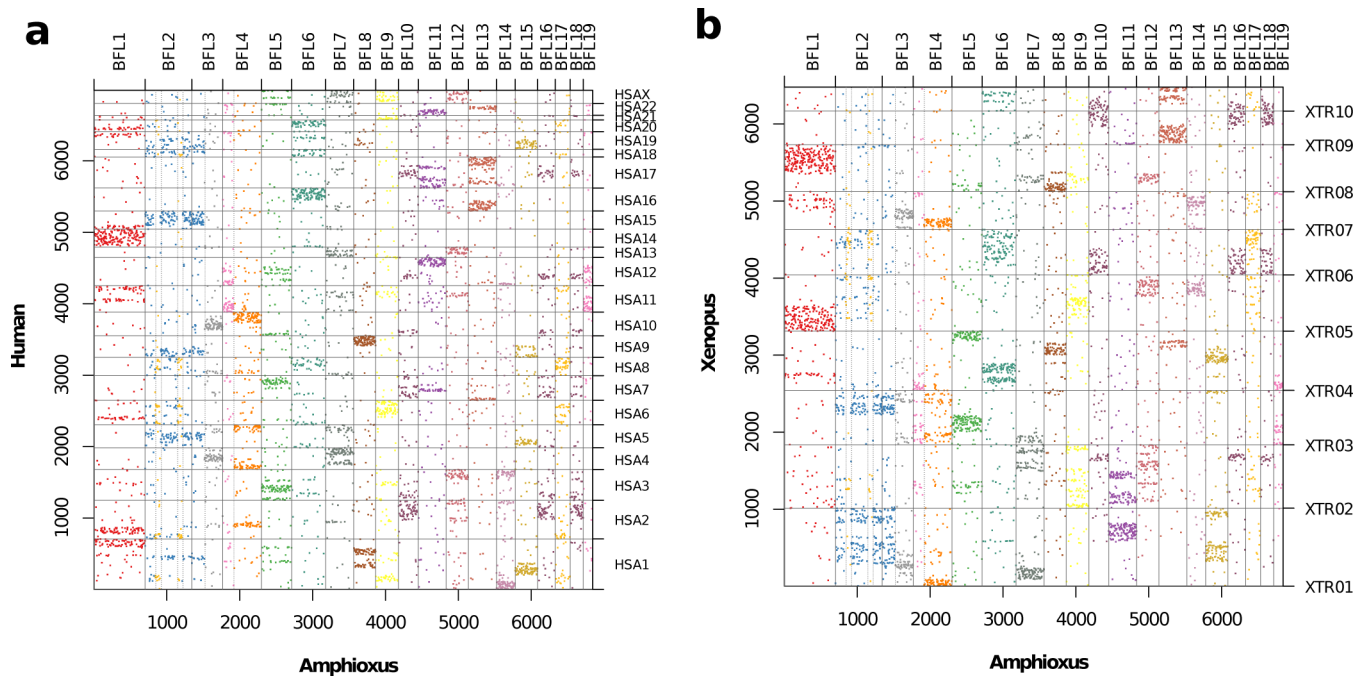 a
BFL1 BFL2 BFL3 BFL4 BFL5 BFL6 BFL7 BFL8 BFL9 BFL10 BFL11 BFL12 BFL13 BFL14 BFL15 BFL16 BFL17 BFL18 BFL19
HSAX
HSA22
HSA21
HSA20
HSA19
HSA18
HSA17
HSA16
HSA15
HSA14
HSA13
HSA12
HSA11
HSA10
HSA9
HSA8
HSA7
HSA6
HSA5
HSA4
HSA3
HSA2
HSA1
6000
5000
4000
3000
2000
1000
Human
1000 2000 3000 4000 5000 6000
Amphioxus
b
BFL1 BFL2 BFL3 BFL4 BFL5 BFL6 BFL7 BFL8 BFL9 BFL10 BFL11 BFL12 BFL13 BFL14 BFL15 BFL16 BFL17 BFL18 BFL19
XTR10
XTR09
XTR08
XTR07
XTR06
XTR05
XTR04
XTR03
XTR02
XTR01
6000
5000
4000
3000
2000
1000
Xenopus
1000 2000 3000 4000 5000 6000
Amphioxus